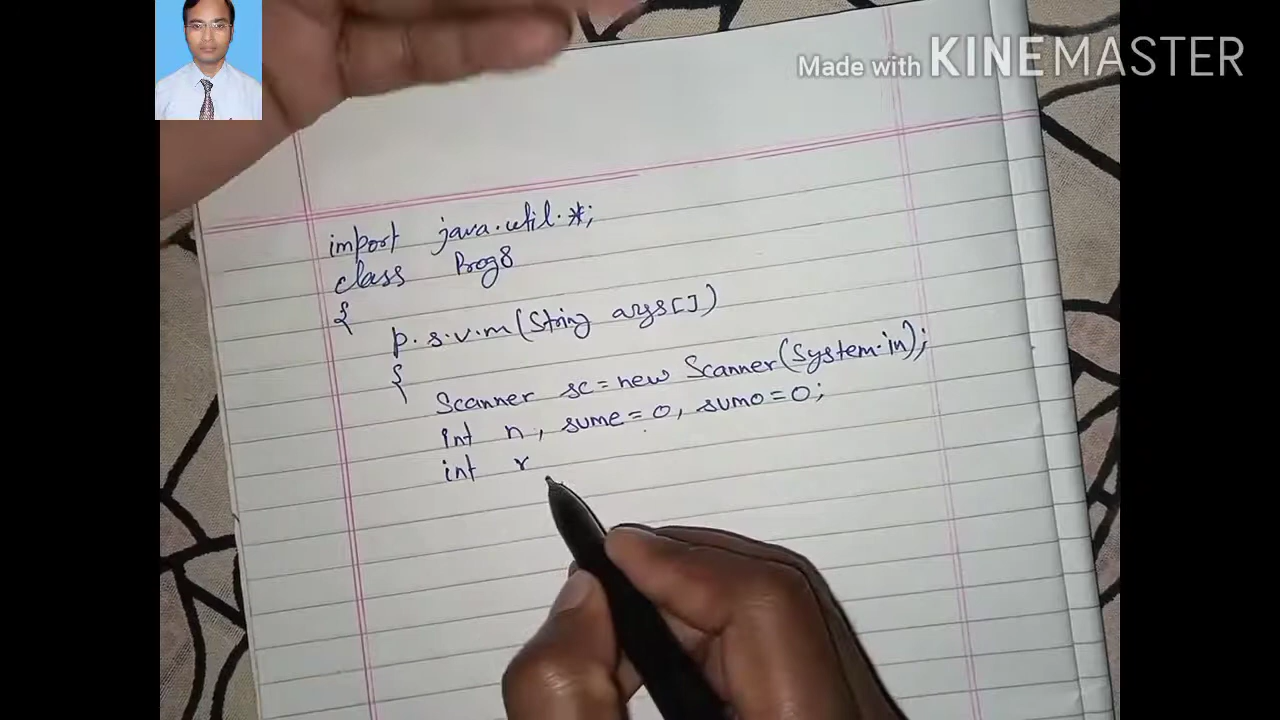 Made with KINEMASTER
import java.util.*;
class Prog8
{
p.s.v.m(String args[])
{
Scanner sc=new Scanner(System.in);
int n, sume=0, sumo=0;
int r